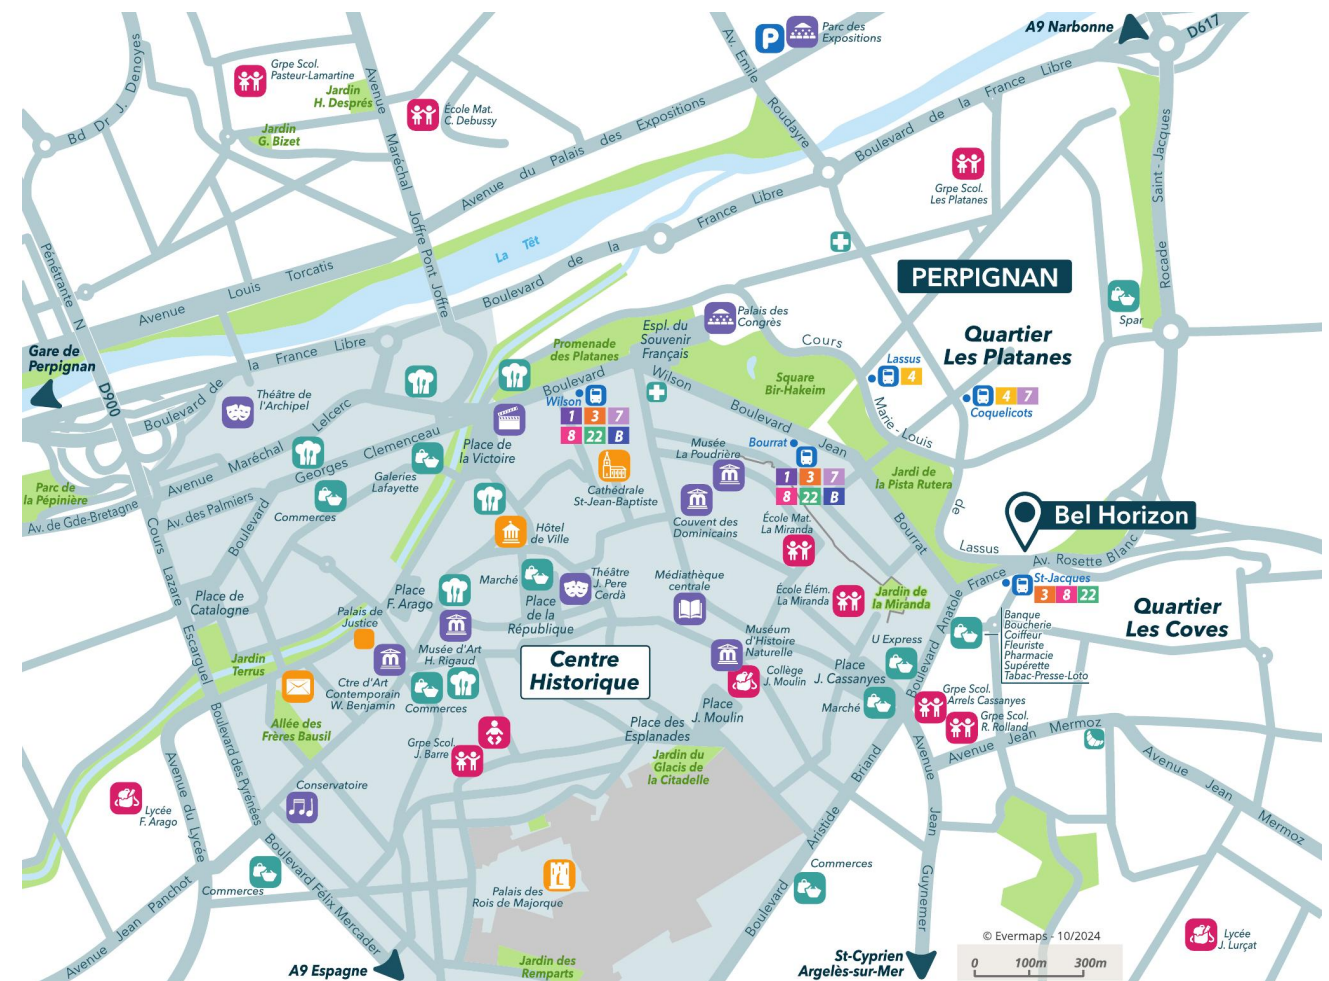 A9 Narbonne
D617
Parc des
Expositions
P
Av. Emile
Roudayre
Bd Dr J. Denoyes
Grpe Scol.
Pasteur-Lamartine
Jardin
H. Després
Jardin
G. Bizet
École Mat.
C. Debussy
Avenue Maréchal Joffre
Pont Joffre
Avenue du Palais des Expositions
Boulevard de la France Libre
Grpe Scol.
Les Platanes
Rocade Saint-Jacques
La Têt
Boulevard de la France Libre
Pénétrante N
D900
Avenue Louis Torcatis
Gare de
Perpignan
Boulevard de la France Libre
PERPIGNAN
Quartier
Les Platanes
Spar
Palais des
Congrès
Espl. du
Souvenir
Français
Promenade
des Platanes
Cours
Lassus
4
Coquelicots
4 7
Square
Bir-Hakeim
Marie-Louis
de
Lassus
Théâtre de
l'Archipel
Boulevard
Wilson
Wilson
1 3 7
8 22 B
Boulevard Jean
Bourrat
Bourrat
1 3 7
8 22 B
Avenue Maréchal Lelcerc
Georges Clemenceau
Place de
la Victoire
Galeries
Lafayette
Commerces
Musée
La Poudrière
Cathédrale
St-Jean-Baptiste
Couvent des
Dominicains
Jardi de
la Pista Rutera
Parc de
la Pépinière
Av. de Gde-Bretagne
Av. des Palmiers
Boulevard
Cours Lazare
Escarguel
Hôtel
de Ville
École Mat.
La Miranda
Bel Horizon
Av. Rosette Blanc
St-Jacques
3 8 22
Marché
Théâtre
J. Pere
Cerdà
Médiathèque
centrale
École Élém.
La Miranda
Jardin de
la Miranda
Boulevard Anatole France
Place de
Catalogne
Place
F. Arago
Place
de la
République
Palais de
Justice
Banque
Boucherie
Coiffeur
Fleuriste
Pharmacie
Supérette
Tabac-Presse-Loto
Quartier
Les Coves
Musée d'Art
H. Rigaud
Muséum
d'Histoire
Naturelle
U Express
Place
J. Cassanyes
Marché
Jardin
Terrus
Ctre d'Art
Contemporain
W. Benjamin
Commerces
Centre
Historique
Collège
J. Moulin
Place
J. Moulin
Grpe Scol.
Arrels Cassanyes
Grpe Scol.
R. Rolland
Allée des
Frères Bausil
Place des
Esplanades
Grpe Scol.
J. Barre
Jardin du
Glacis de
la Citadelle
Avenue Jean Mermoz
Avenue Jean Mermoz
Boulevard des Pyrénées
Avenue du Lycée
Conservatoire
Lycée
F. Arago
Boulevard Aristide Briand
Avenue Jean Guynemer
Commerces
Commerces
Avenue Jean Panchot
Boulevard Félix Mercader
Palais des
Rois de Majorque
Jardin des
Remparts
A9 Espagne
St-Cyprien
Argelès-sur-Mer
Lycée
J. Lurçat
© Evermaps - 10/2024
0 100m 300m